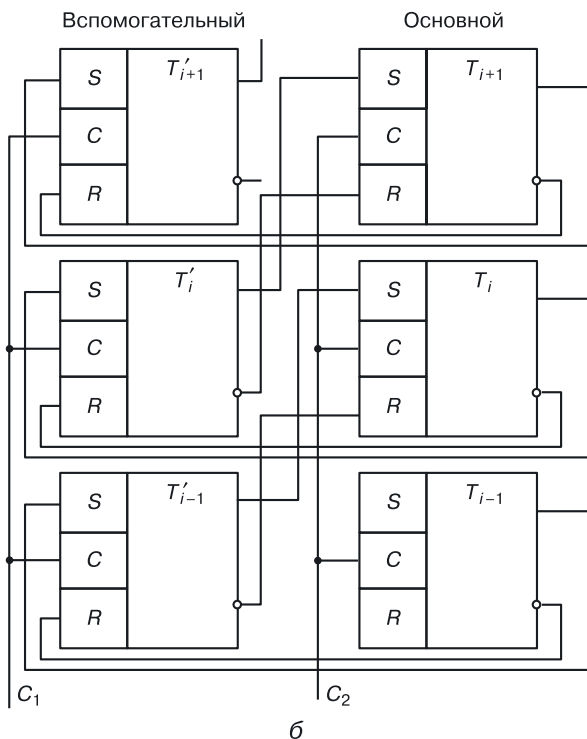 Вспомогательный Основной
S T′i+1 S Ti+1
C C
R R
S T′i S Ti
C C
R R
S T′i−1 S Ti−1
C C
R R
C1 C2
б